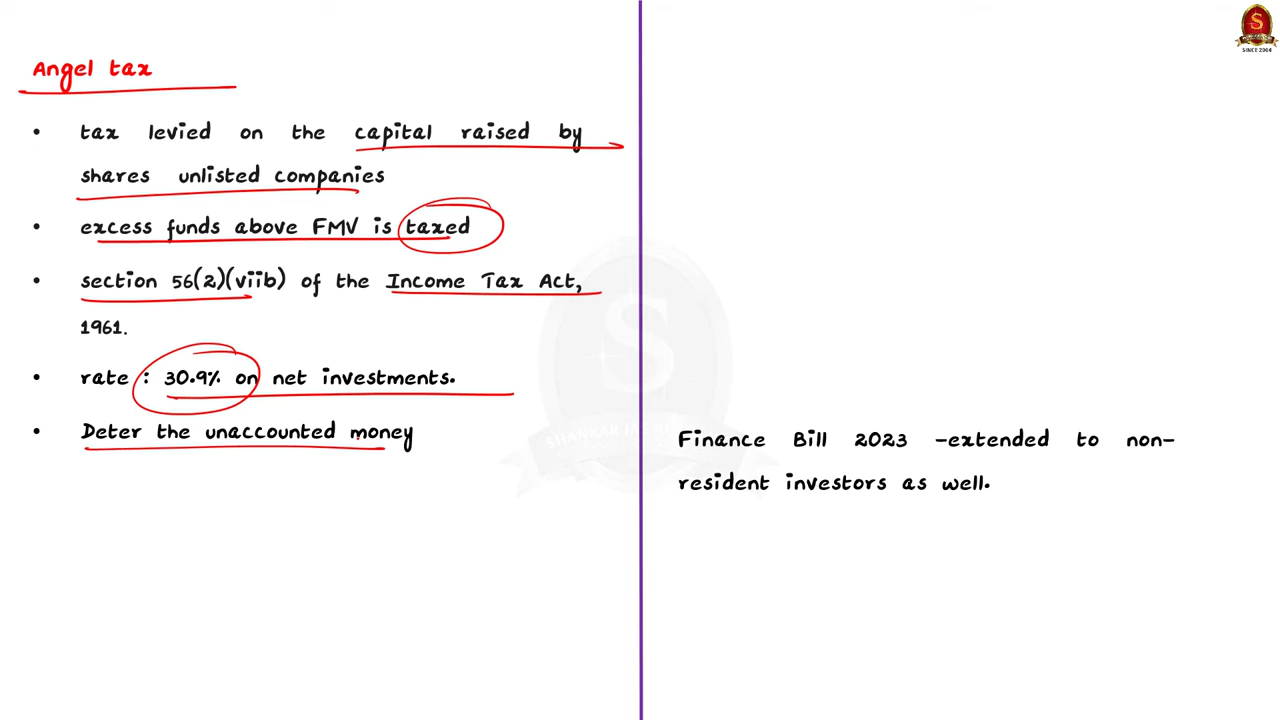 Angel tax
• tax levied on the capital raised by
shares unlisted companies
• excess funds above FMV is taxed
• section 56(2)(viib) of the Income Tax Act,
1961.
• rate : 30.9% on net investments.
• Deter the unaccounted money
Finance Bill 2023 -extended to non-
resident investors as well.
S
SINCE 2004